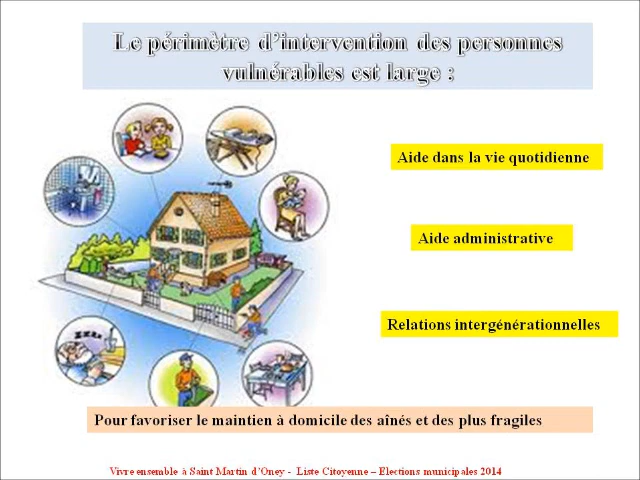 Le périmètre d'intervention des personnes
vulnérables est large :
Aide dans la vie quotidienne
Aide administrative
Relations intergénérationnelles
Pour favoriser le maintien à domicile des aînés et des plus fragiles
Vivre ensemble à Saint Martin d'Oney - Liste Citoyenne – Elections municipales 2014